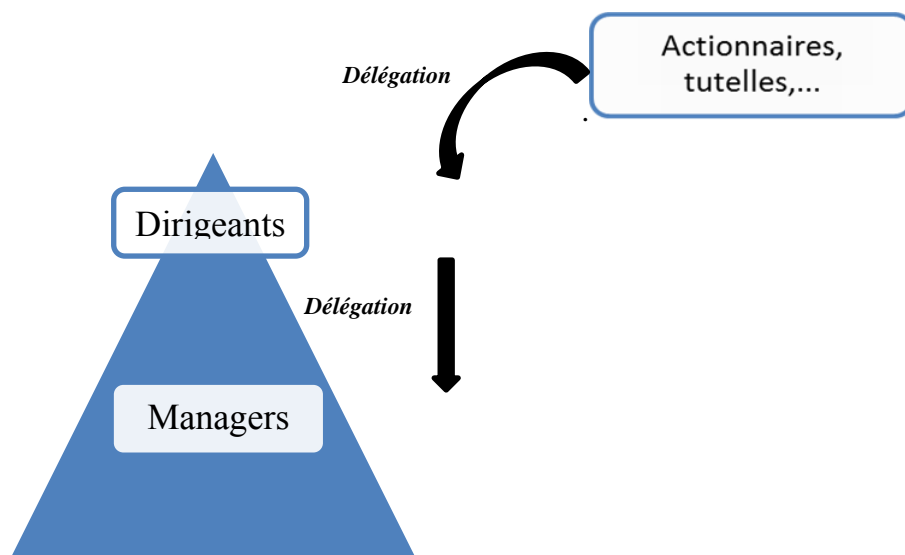 Actionnaires,
tutelles,...
Délégation
.
Dirigeants
Délégation
Managers